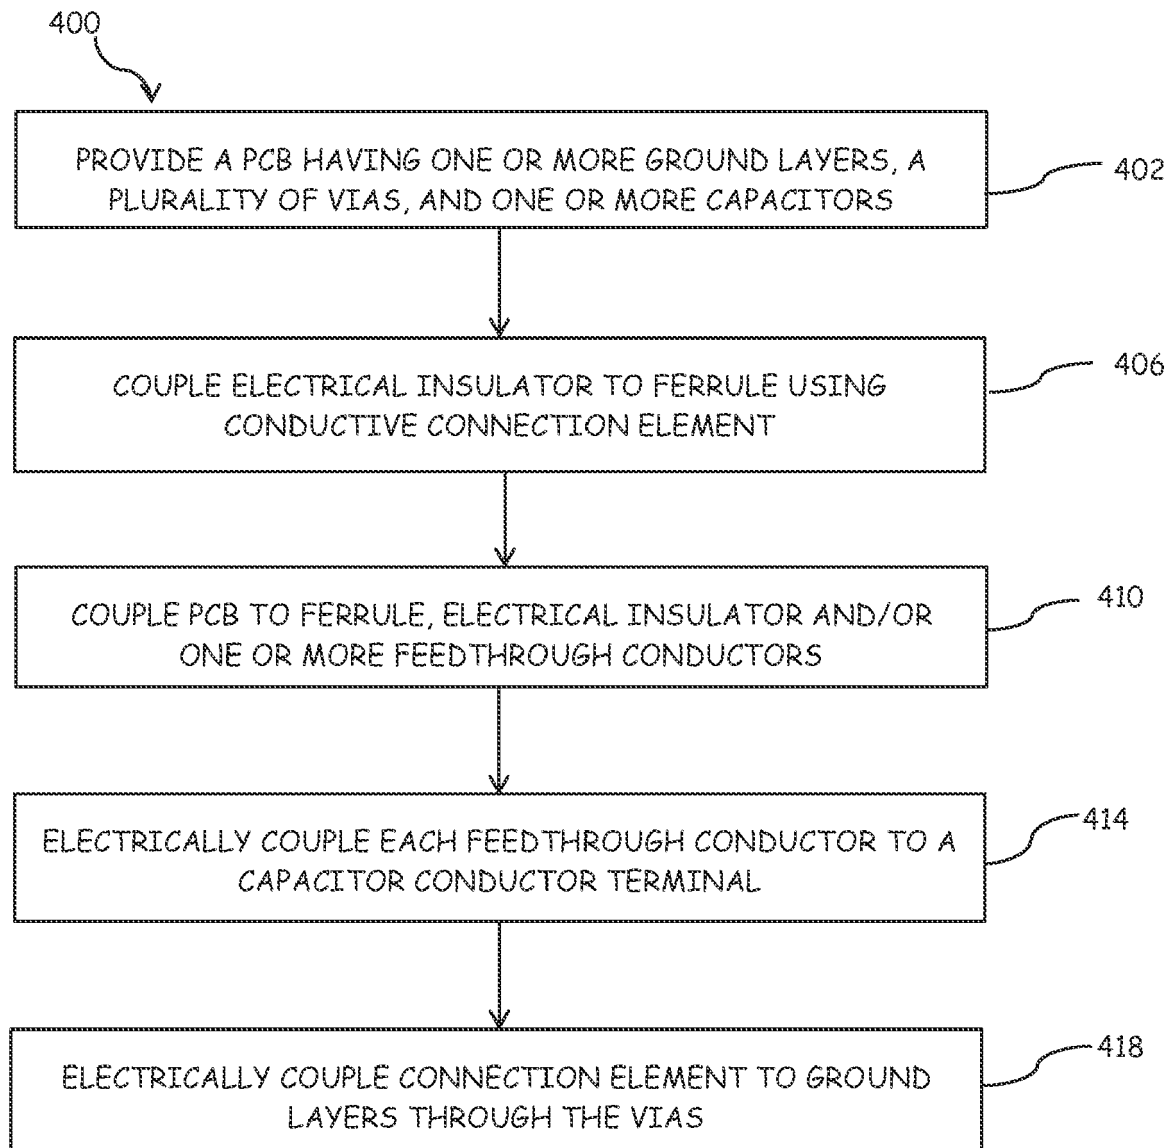 400
PROVIDE A PCB HAVING ONE OR MORE GROUND LAYERS, A
PLURALITY OF VIAS, AND ONE OR MORE CAPACITORS
402
COUPLE ELECTRICAL INSULATOR TO FERRULE USING
CONDUCTIVE CONNECTION ELEMENT
406
COUPLE PCB TO FERRULE, ELECTRICAL INSULATOR AND/OR
ONE OR MORE FEEDTHROUGH CONDUCTORS
410
ELECTRICALLY COUPLE EACH FEEDTHROUGH CONDUCTOR TO A
CAPACITOR CONDUCTOR TERMINAL
414
ELECTRICALLY COUPLE CONNECTION ELEMENT TO GROUND
LAYERS THROUGH THE VIAS
418